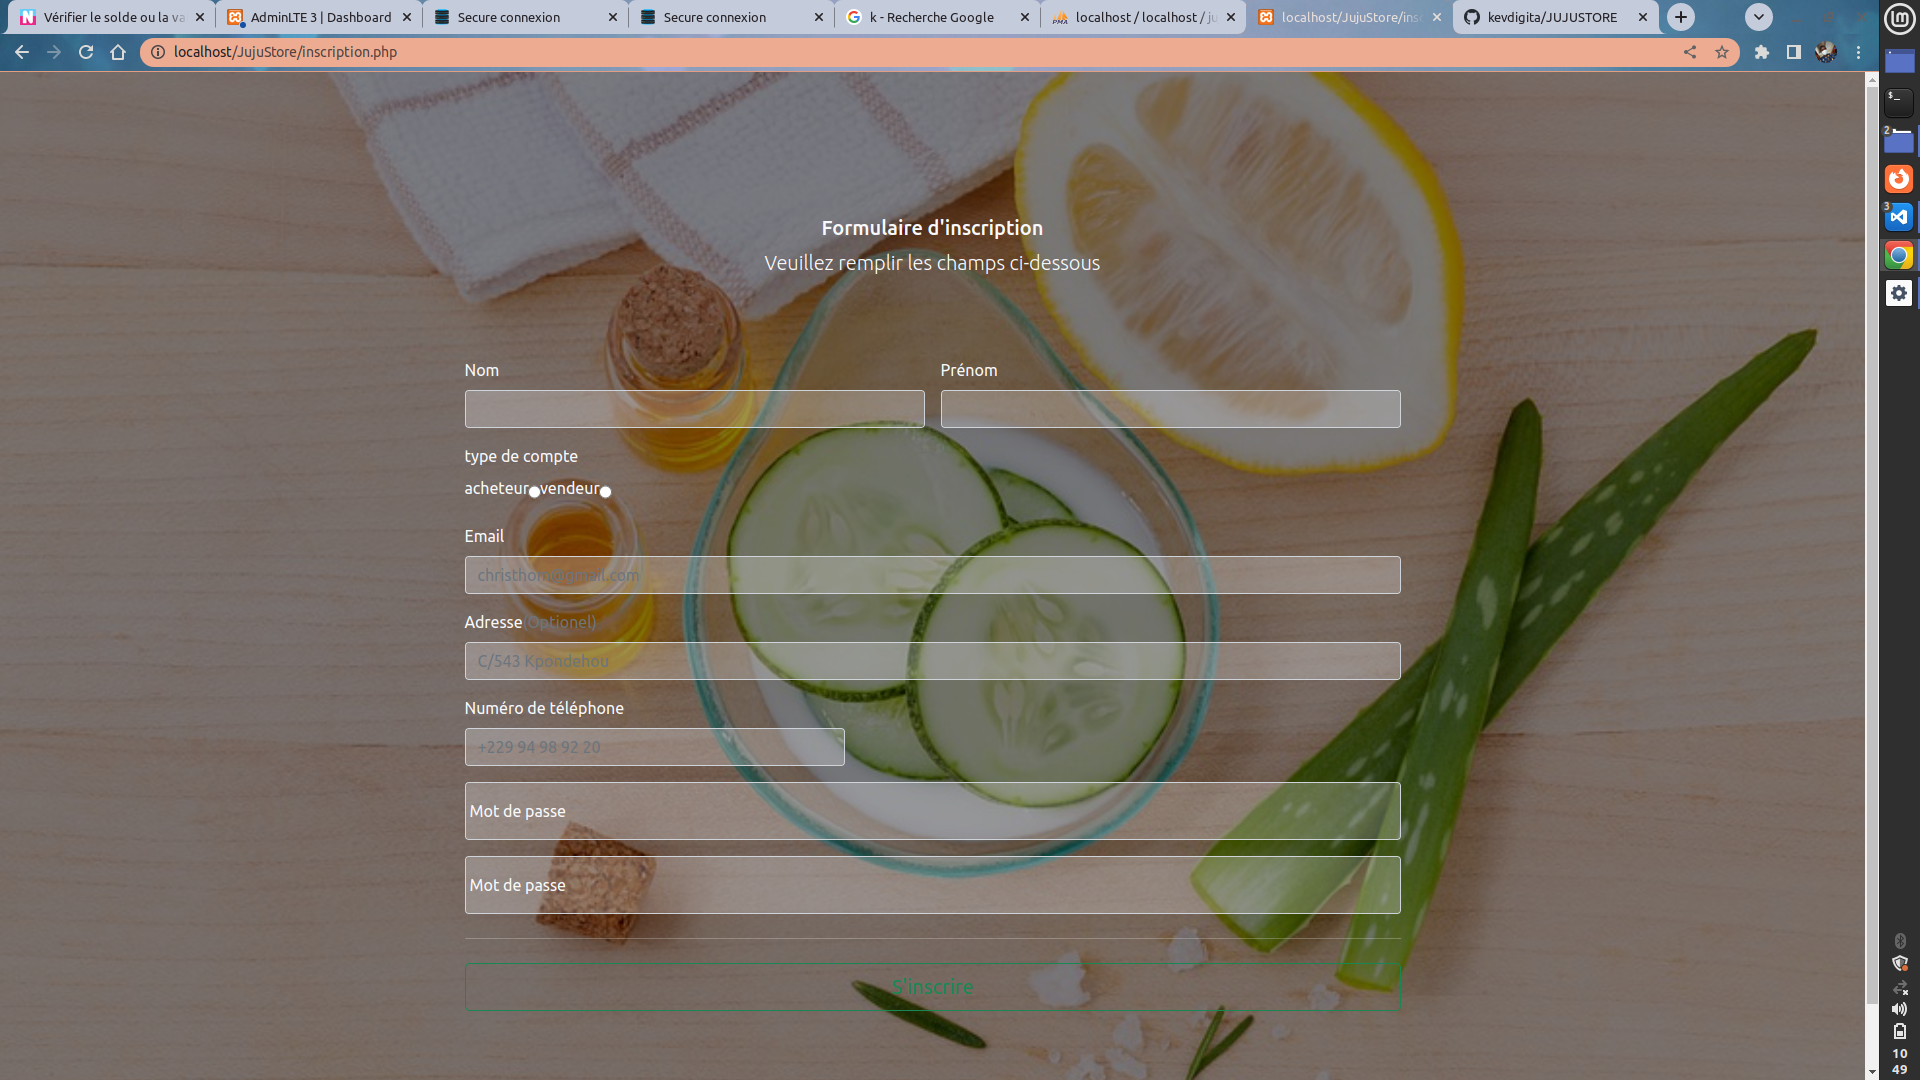 Vérifier le solde ou la va
AdminLTE 3 | Dashboard
Secure connexion
Secure connexion
k - Recherche Google
localhost / localhost / ju
localhost/JujuStore/insc
kevdigita/JUJUSTORE
localhost/JujuStore/inscription.php
Formulaire d'inscription
Veuillez remplir les champs ci-dessous
Nom
Prénom
type de compte
acheteur vendeur
Email
christhom@gmail.com
Adresse(Optionel)
C/543 Kpondehou
Numéro de téléphone
+229 94 98 92 20
Mot de passe
Mot de passe
S'inscrire
2
3
10
49